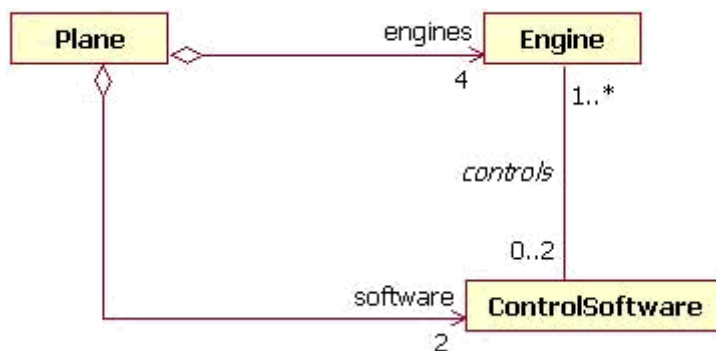 Plane
engines
Engine
4
1..*
controls
0..2
software
ControlSoftware
2